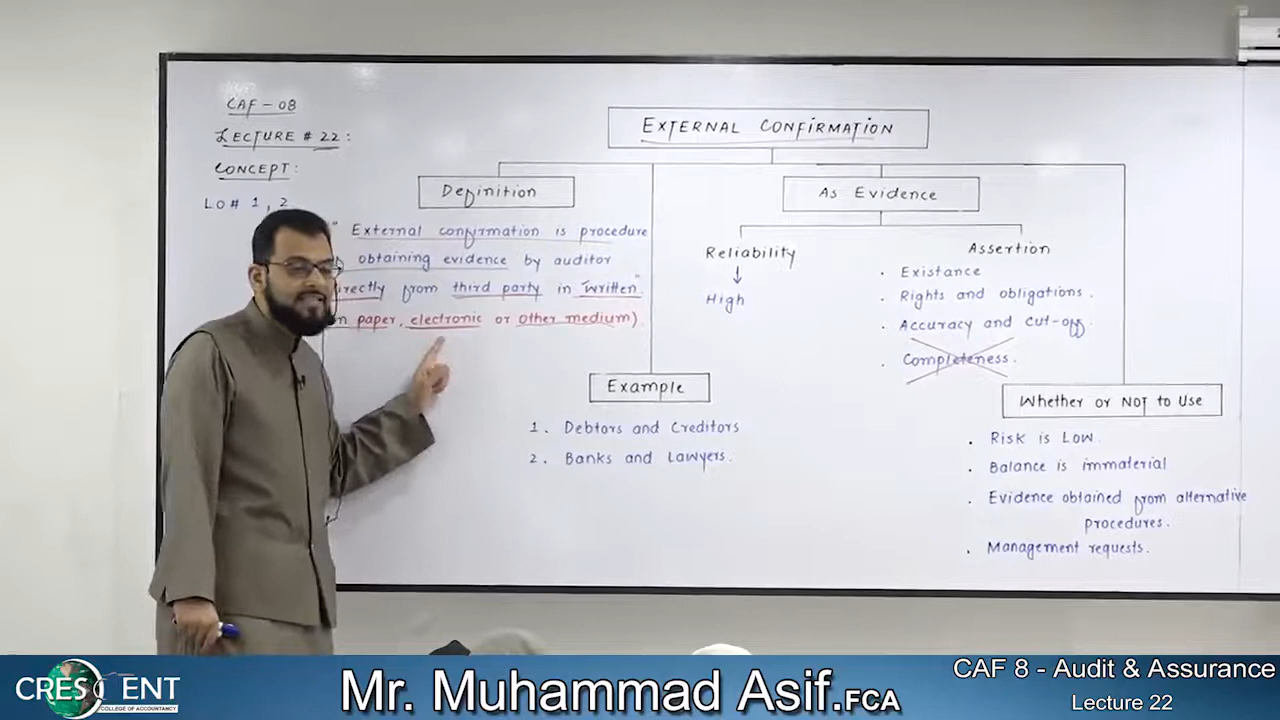 CAF - 08
LECTURE # 22 :
CONCEPT :
LO# 1, 2
EXTERNAL CONFIRMATION
Definition
" External confirmation is procedure
obtaining evidence by auditor
directly from third party in "written".
paper, electronic or other medium).
Example
1. Debtors and Creditors
2. Banks and Lawyers.
As Evidence
Reliability
High
Assertion
. Existance
. Rights and obligations.
. Accuracy and cut-off.
. Completeness.
Whether or NOT to Use
. Risk is Low.
. Balance is immaterial
. Evidence obtained from alternative
procedures.
. Management requests.
CRESCENT
COLLEGE OF ACCOUNTANCY
Mr. Muhammad Asif.FCA
CAF 8 - Audit & Assurance
Lecture 22